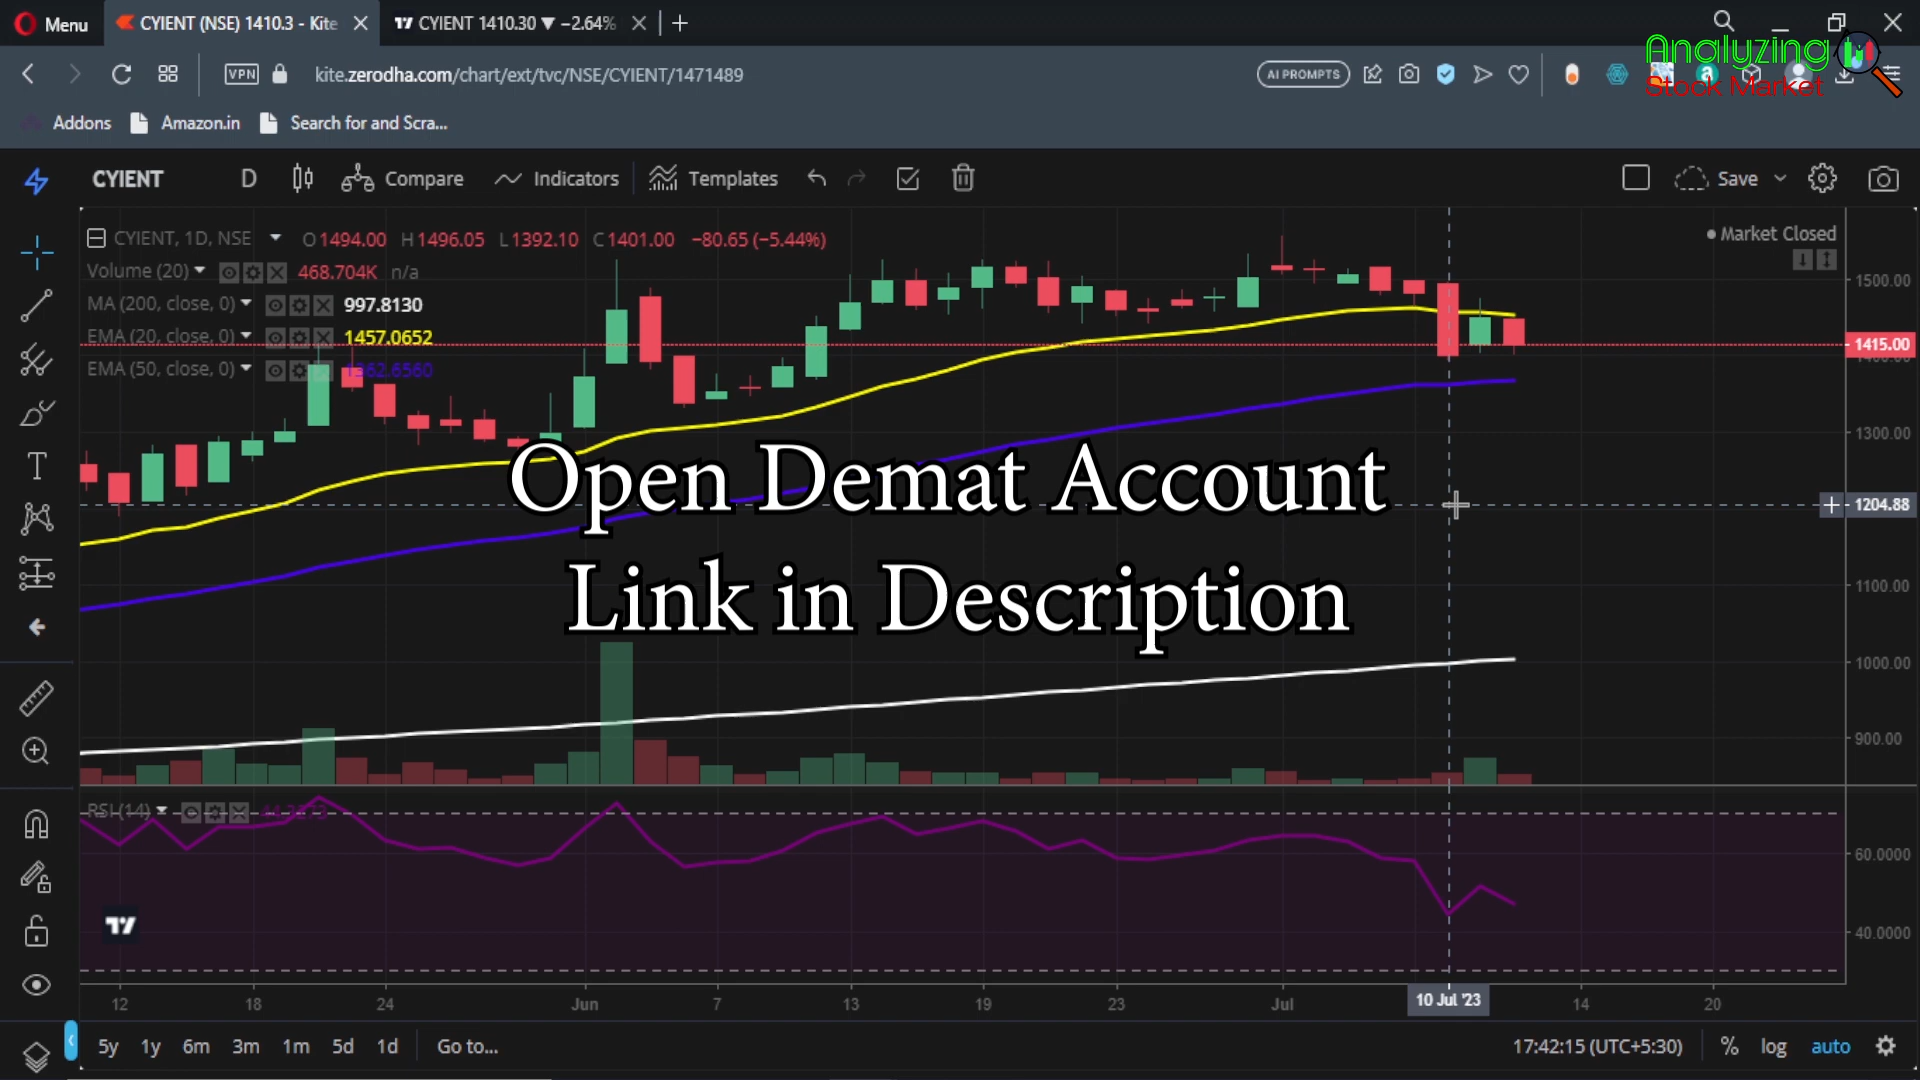 Menu
CYIENT (NSE) 1410.3 - Kite
CYIENT 1410.30 ▼ −2.64%
Analyzing
Stock Market
VPN
kite.zerodha.com/chart/ext/tvc/NSE/CYIENT/1471489
AI PROMPTS
Addons
Amazon.in
Search for and Scra...
CYIENT
D
Compare
Indicators
Templates
Save
CYIENT, 1D, NSE
O1494.00 H1496.05 L1392.10 C1401.00 −80.65 (−5.44%)
Market Closed
Volume (20)
468.704K n/a
MA (200, close, 0)
997.8130
EMA (20, close, 0)
1457.0652
EMA (50, close, 0)
1362.6560
1500.00
1415.00
1400.00
1300.00
1204.88
1100.00
1000.00
900.00
Open Demat Account
Link in Description
RSI (14)
60.0000
40.0000
12 18 24 Jun 7 13 19 23 Jul 10 Jul '23 14 20
5y 1y 6m 3m 1m 5d 1d Go to...
17:42:15 (UTC+5:30) % log auto